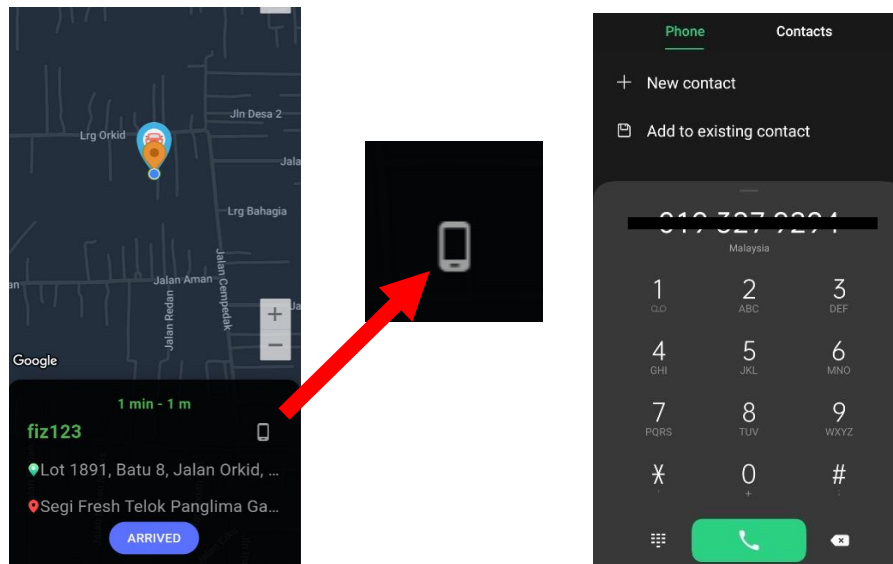 Jln Desa 2
Lrg Orkid
Jala
Lrg Bahagia
Jalan Aman
an
Jalan Cempedak
Jalan Redan
Ja
+
−
Google
1 min - 1 m
fiz123
Lot 1891, Batu 8, Jalan Orkid, ...
Segi Fresh Telok Panglima Ga...
ARRIVED
Phone Contacts
+ New contact
Add to existing contact
Malaysia
1 2 3
ABC DEF
4 5 6
GHI JKL MNO
7 8 9
PQRS TUV WXYZ
* 0 #
+